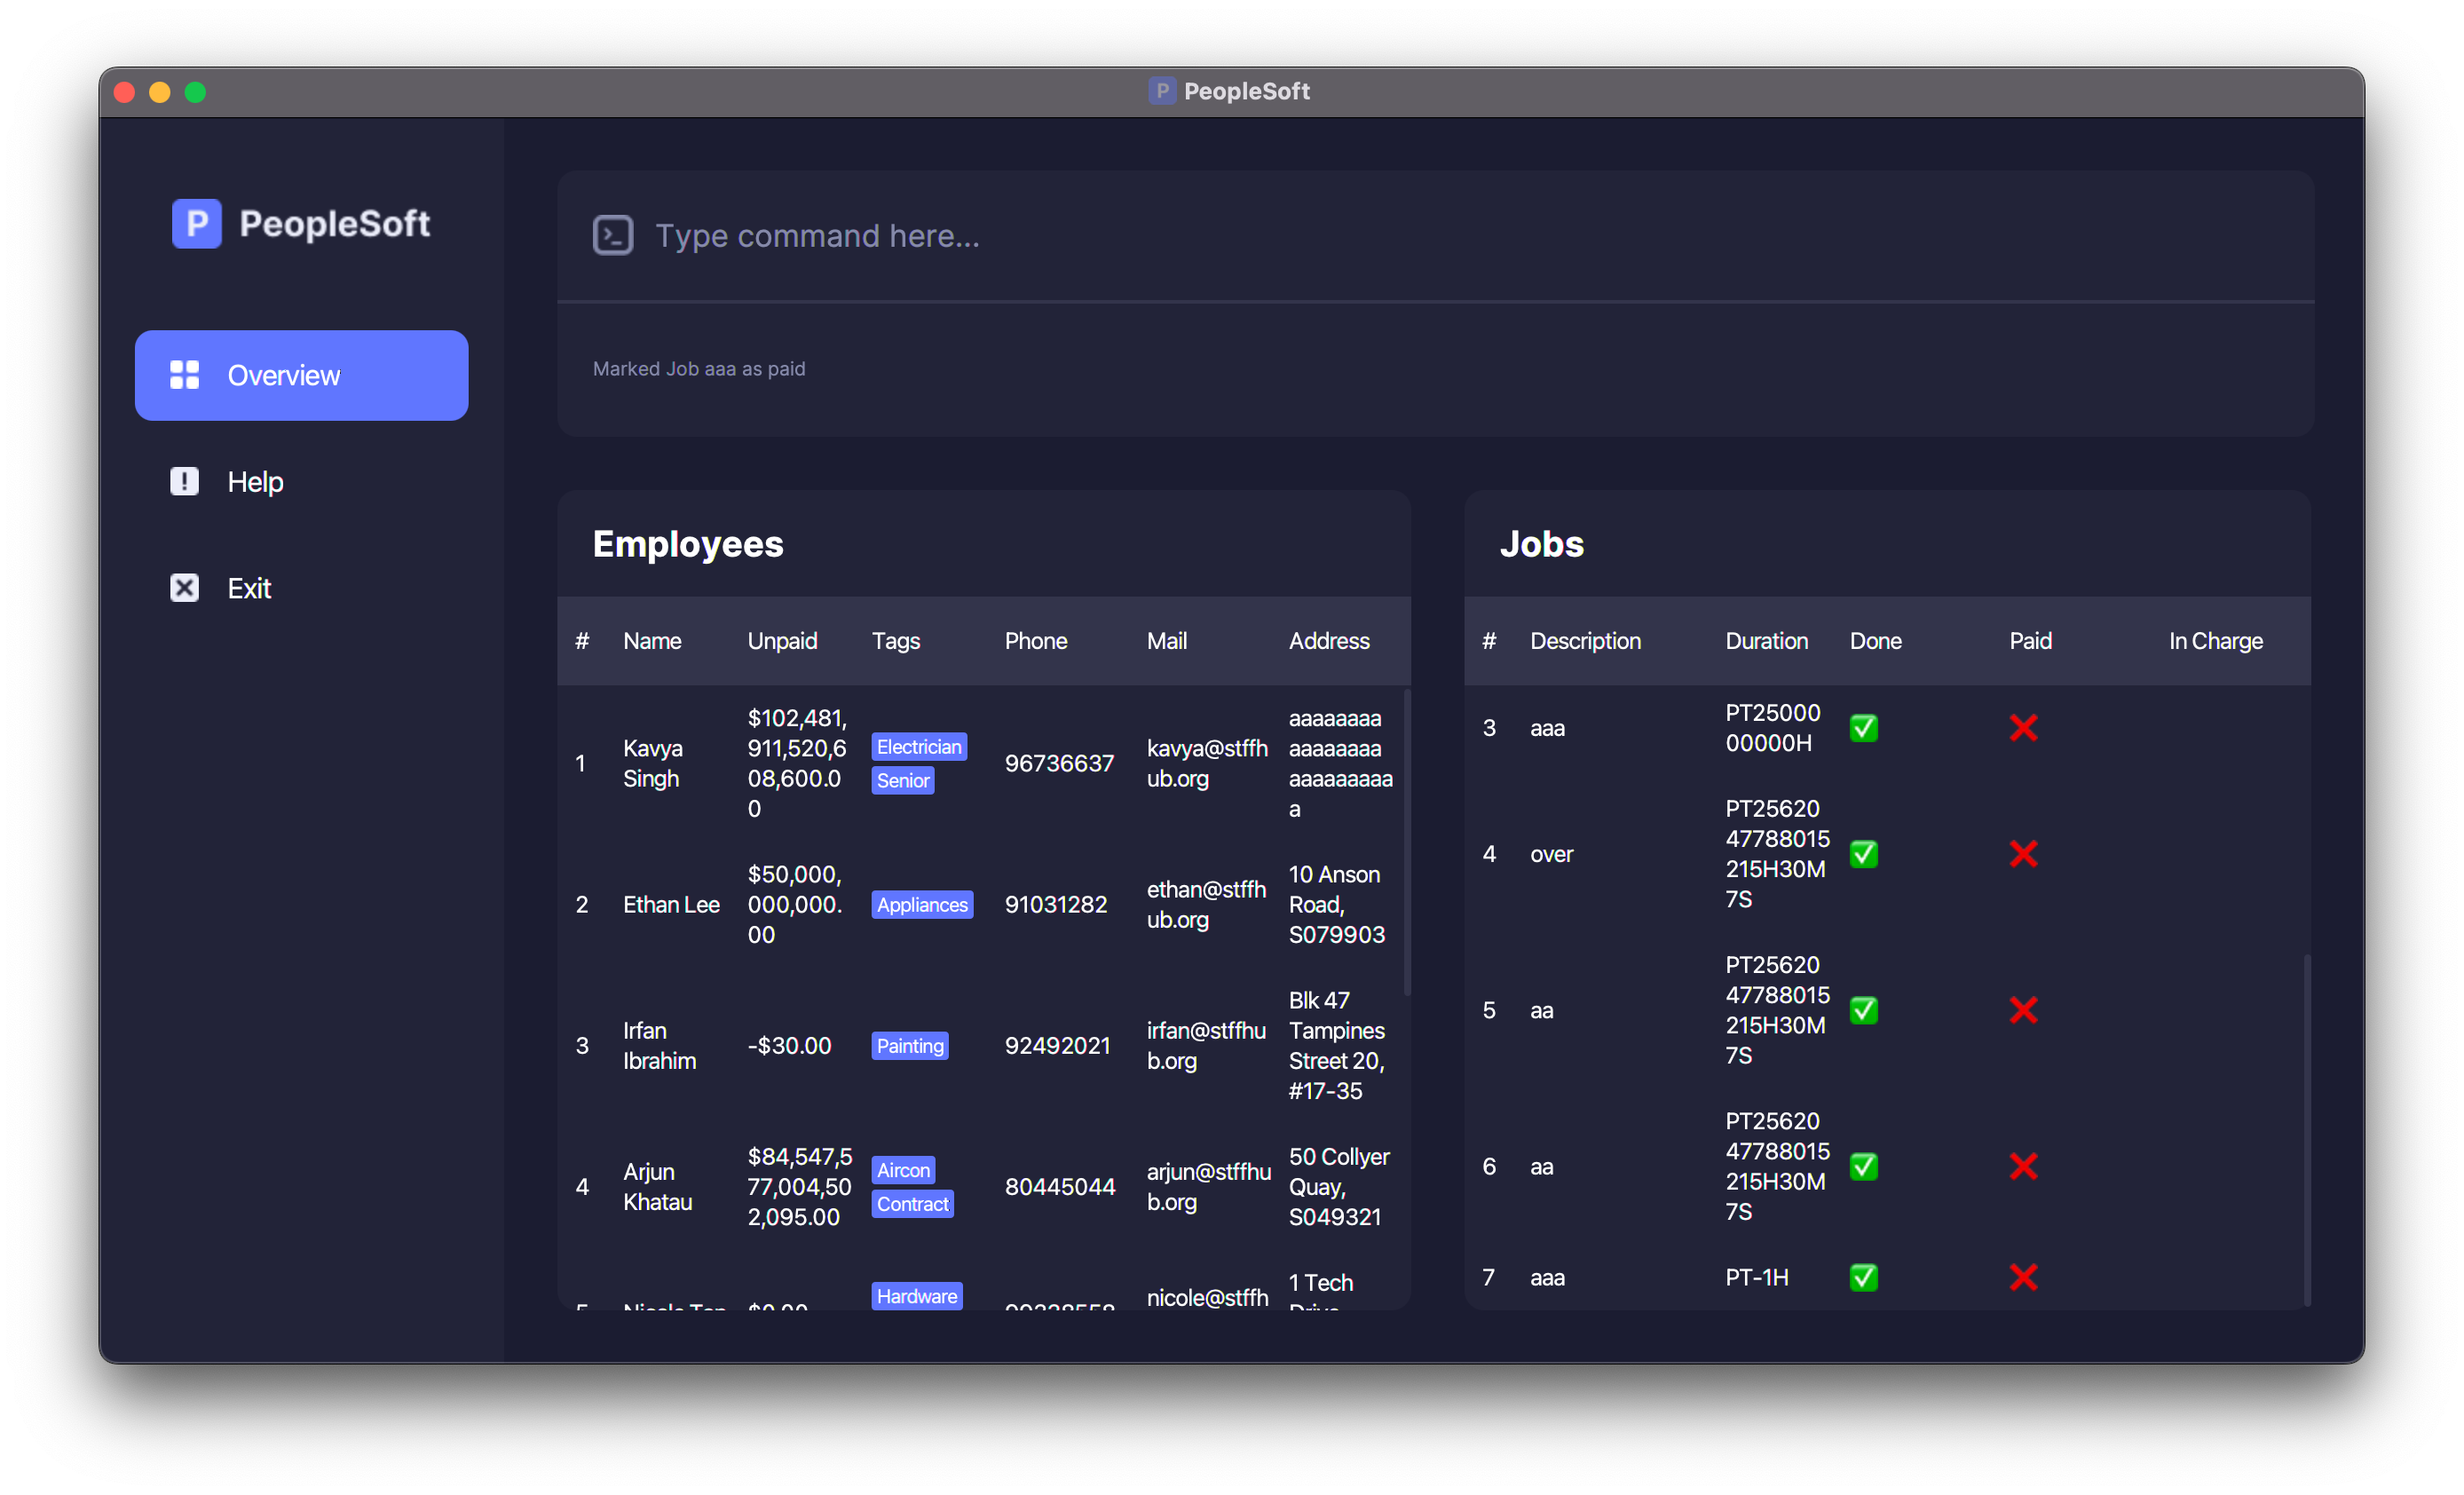 P PeopleSoft
P PeopleSoft
Overview
Help
Exit
Type command here...
Marked Job aaa as paid
Employees
# Name Unpaid Tags Phone Mail Address
1 Kavya Singh $102,481,911,520,608,600.00 Electrician Senior 96736637 kavya@stffhub.org aaaaaaaa aaaaaaaa aaaaaaaaa a
2 Ethan Lee $50,000,000,000.00 Appliances 91031282 ethan@stffhub.org 10 Anson Road, S079903
3 Irfan Ibrahim -$30.00 Painting 92492021 irfan@stffhub.org Blk 47 Tampines Street 20, #17-35
4 Arjun Khatau $84,547,577,004,502,095.00 Aircon Contract 80445044 arjun@stffhub.org 50 Collyer Quay, S049321
Hardware nicole@stffh 1 Tech
Jobs
# Description Duration Done Paid In Charge
3 aaa PT2500000000H
4 over PT2562047788015215H30M7S
5 aa PT2562047788015215H30M7S
6 aa PT2562047788015215H30M7S
7 aaa PT-1H